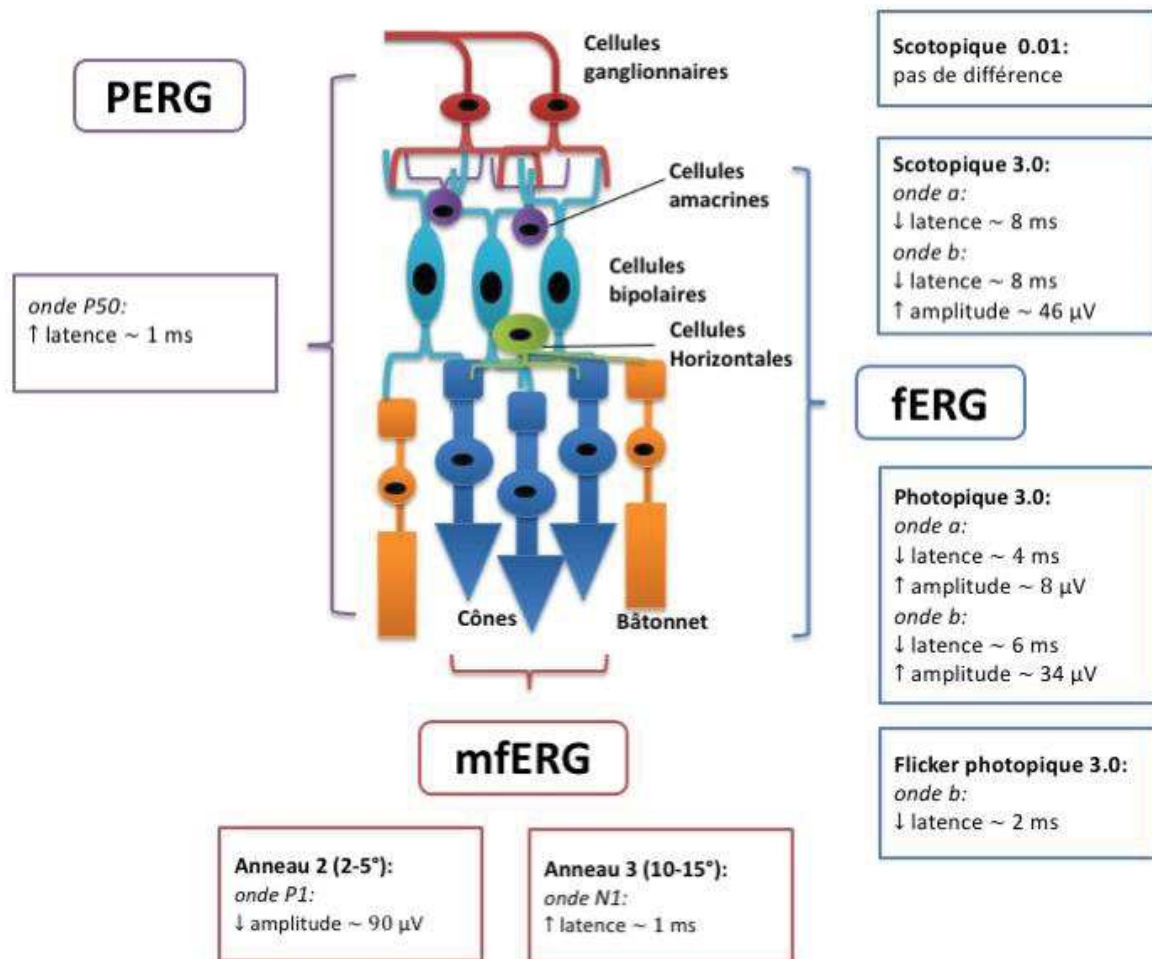 PERG
onde P50:
↑ latence ~ 1 ms
Cellules
ganglionnaires
Cellules
amacrines
Cellules
bipolaires
Cellules
Horizontales
Cônes
Bâtonnet
Scotopique 0.01:
pas de différence
Scotopique 3.0:
onde a:
↓ latence ~ 8 ms
onde b:
↓ latence ~ 8 ms
↑ amplitude ~ 46 µV
fERG
Photopique 3.0:
onde a:
↓ latence ~ 4 ms
↑ amplitude ~ 8 µV
onde b:
↓ latence ~ 6 ms
↑ amplitude ~ 34 µV
Flicker photopique 3.0:
onde b:
↓ latence ~ 2 ms
mfERG
Anneau 2 (2-5°):
onde P1:
↓ amplitude ~ 90 µV
Anneau 3 (10-15°):
onde N1:
↑ latence ~ 1 ms